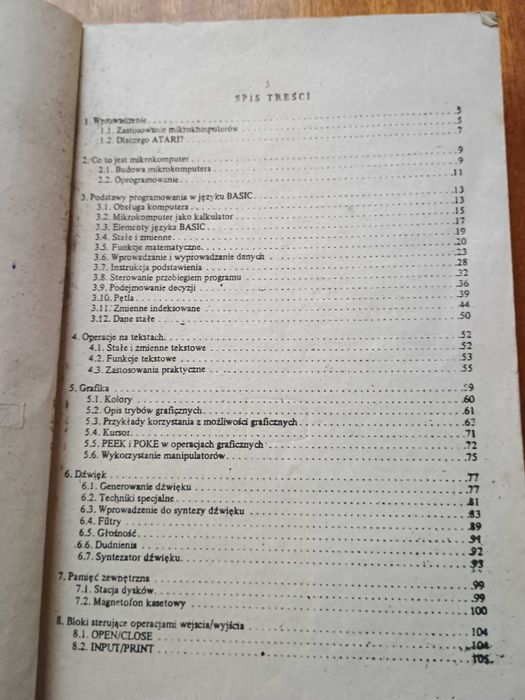 3
SPIS TREŚCI
1. Wprowadzenie 5
1.1. Zastosowanie mikrokomputerów 5
1.2. Dlaczego ATARI? 7
2. Co to jest mikrokomputer 9
2.1. Budowa mikrokomputera 9
2.2. Oprogramowanie 11
3. Podstawy programowania w języku BASIC 13
3.1. Obsługa komputera 13
3.2. Mikrokomputer jako kalkulator 15
3.3. Elementy języka BASIC 17
3.4. Stałe i zmienne 19
3.5. Funkcje matematyczne 20
3.6. Wprowadzanie i wyprowadzanie danych 23
3.7. Instrukcja podstawienia 28
3.8. Sterowanie przebiegiem programu 32
3.9. Podejmowanie decyzji 36
3.10. Pętla 39
3.11. Zmienne indeksowane 44
3.12. Dane stałe 50
4. Operacje na tekstach 52
4.1. Stałe i zmienne tekstowe 52
4.2. Funkcje tekstowe 53
4.3. Zastosowania praktyczne 55
5. Grafika 59
5.1. Kolory 60
5.2. Opis trybów graficznych 61
5.3. Przykłady korzystania z możliwości graficznych 62
5.4. Kursor 71
5.5. PEEK i POKE w operacjach graficznych 72
5.6. Wykorzystanie manipulatorów 75
6. Dźwięk 77
6.1. Generowanie dźwięku 77
6.2. Techniki specjalne 81
6.3. Wprowadzenie do syntezy dźwięku 83
6.4. Filtry 89
6.5. Głośność 91
6.6. Dudnienia 92
6.7. Syntezator dźwięku 93
7. Pamięć zewnętrzna 99
7.1. Stacja dysków 99
7.2. Magnetofon kasetowy 100
8. Bloki sterujące operacjami wejścia/wyjścia 104
8.1. OPEN/CLOSE 104
8.2. INPUT/PRINT 105